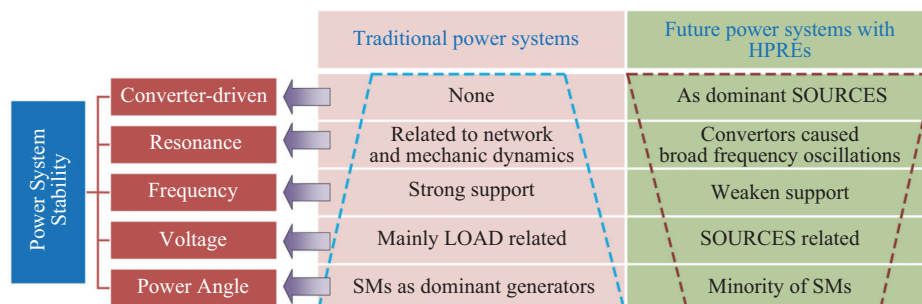 Traditional power systems
Future power systems with
HPREs
Power System
Stability
Converter-driven
None
As dominant SOURCES
Resonance
Related to network
and mechanic dynamics
Convertors caused
broad frequency oscillations
Frequency
Strong support
Weaken support
Voltage
Mainly LOAD related
SOURCES related
Power Angle
SMs as dominant generators
Minority of SMs